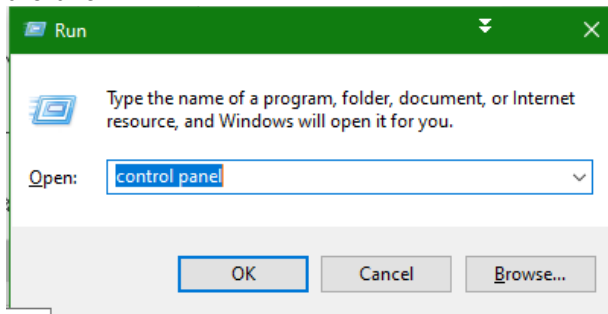 Run
Type the name of a program, folder, document, or Internet
resource, and Windows will open it for you.
Open: control panel
OK Cancel Browse...